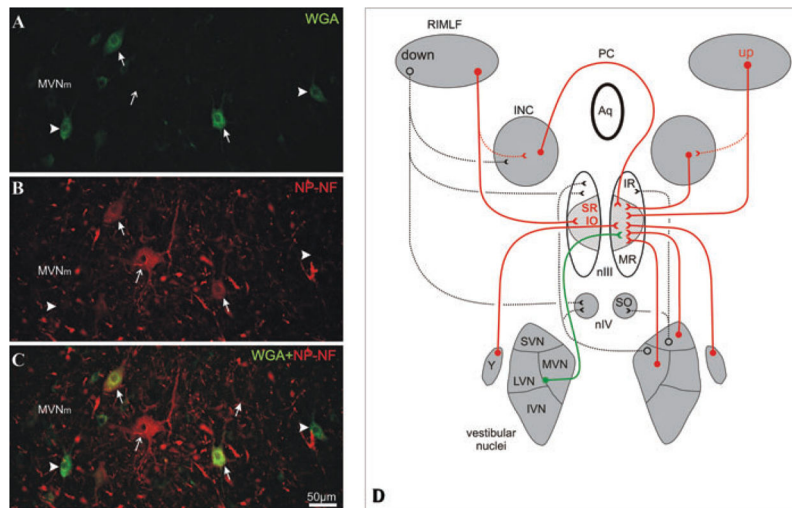 A
WGA
MVNm
B
NP-NF
MVNm
C
WGA+NP-NF
MVNm
50µm
RIMLF
down
PC
up
INC
Aq
IR
SR
IO
MR
nIII
SO
nIV
SVN
Y
MVN
LVN
IVN
vestibular
nuclei
D